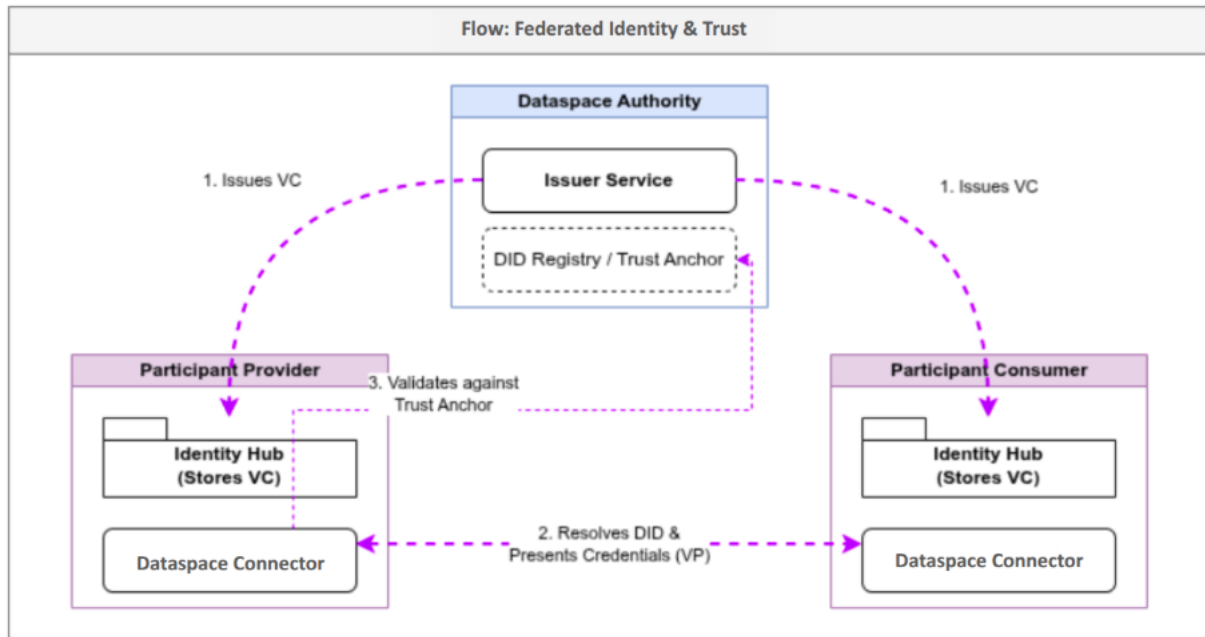 Flow: Federated Identity & Trust
Dataspace Authority
Issuer Service
1. Issues VC
1. Issues VC
DID Registry / Trust Anchor
Participant Provider
Participant Consumer
3. Validates against
Trust Anchor
Identity Hub
(Stores VC)
Identity Hub
(Stores VC)
2. Resolves DID &
Presents Credentials (VP)
Dataspace Connector
Dataspace Connector